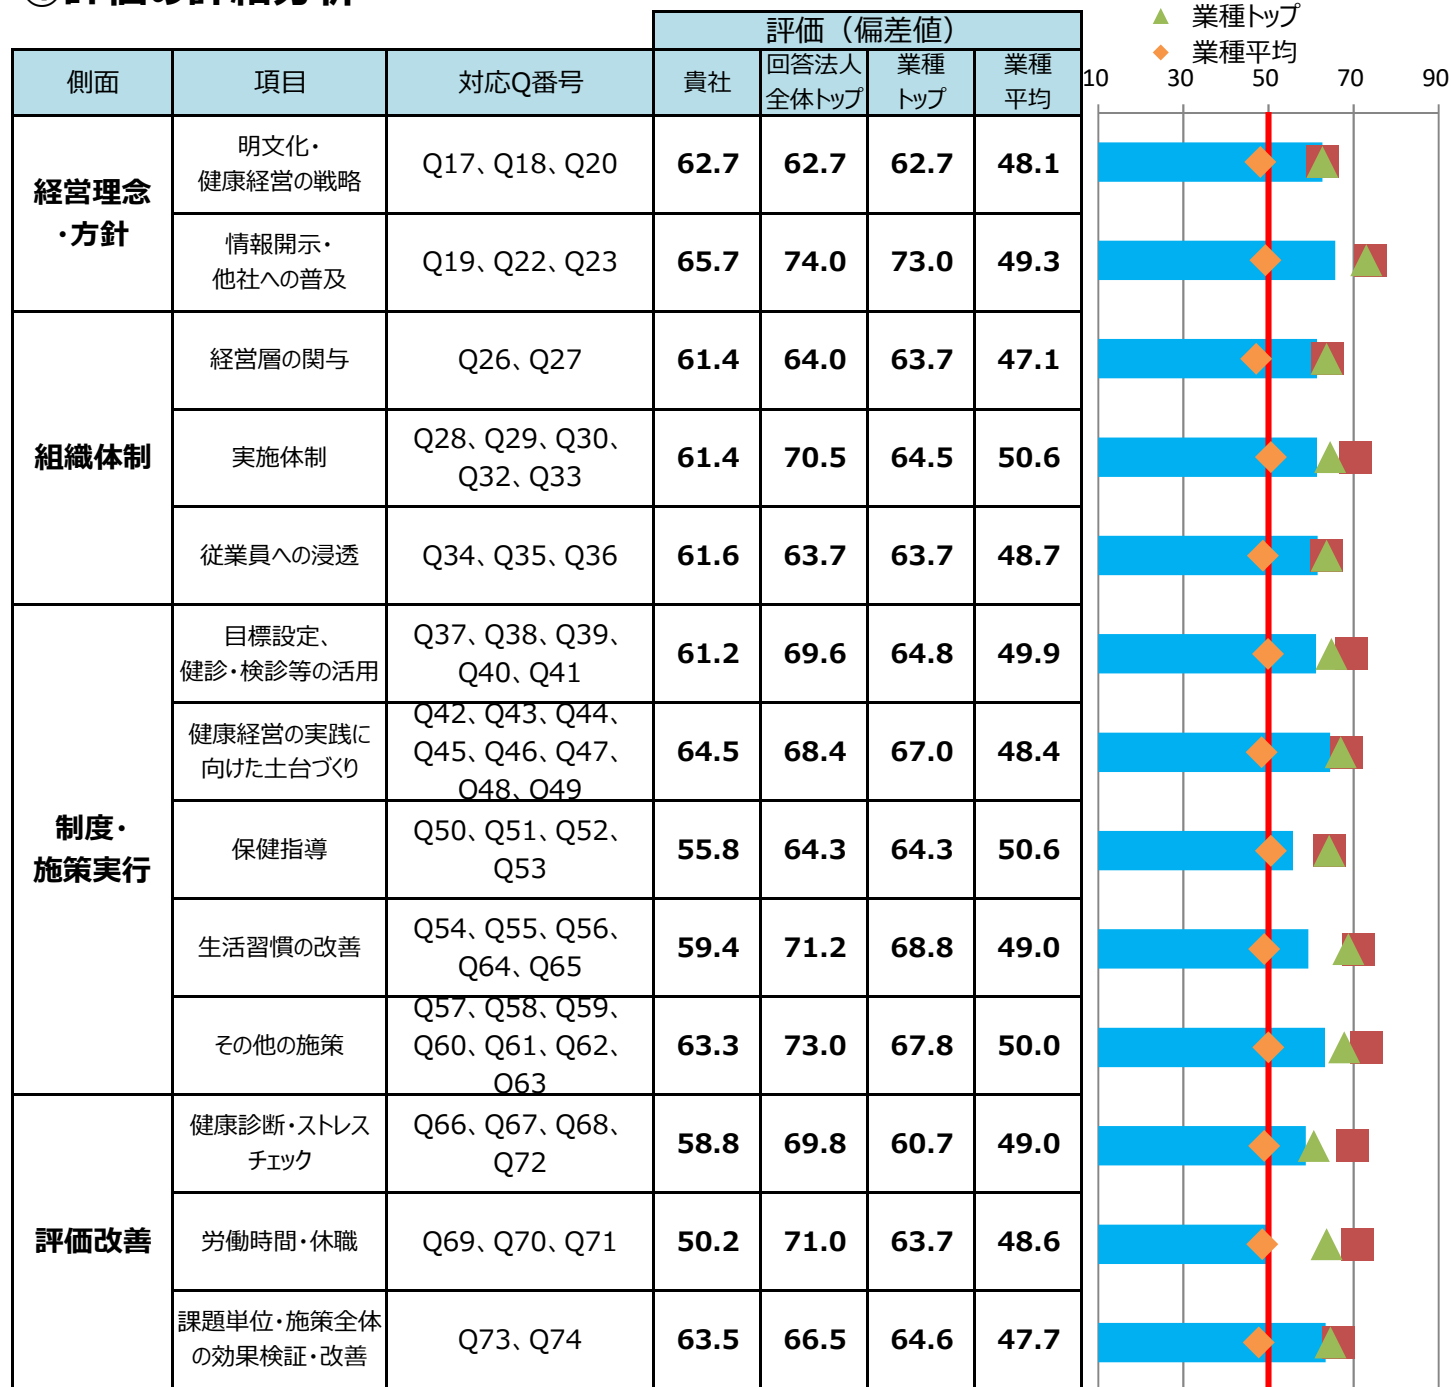 評価の詳細分析
▲ 業種トップ
◆ 業種平均
評価（偏差値）
側面 項目 対応Q番号 貴社 回答法人全体トップ 業種トップ 業種平均
10 30 50 70 90
経営理念
・方針
明文化・
健康経営の戦略
Q17、Q18、Q20
62.7 62.7 62.7 48.1
情報開示・
他社への普及
Q19、Q22、Q23
65.7 74.0 73.0 49.3
組織体制
経営層の関与
Q26、Q27
61.4 64.0 63.7 47.1
実施体制
Q28、Q29、Q30、
Q32、Q33
61.4 70.5 64.5 50.6
従業員への浸透
Q34、Q35、Q36
61.6 63.7 63.7 48.7
制度・
施策実行
目標設定、
健診・検診等の活用
Q37、Q38、Q39、
Q40、Q41
61.2 69.6 64.8 49.9
健康経営の実践に
向けた土台づくり
Q42、Q43、Q44、
Q45、Q46、Q47、
Q48、Q49
64.5 68.4 67.0 48.4
保健指導
Q50、Q51、Q52、
Q53
55.8 64.3 64.3 50.6
生活習慣の改善
Q54、Q55、Q56、
Q64、Q65
59.4 71.2 68.8 49.0
その他の施策
Q57、Q58、Q59、
Q60、Q61、Q62、
Q63
63.3 73.0 67.8 50.0
評価改善
健康診断・ストレス
チェック
Q66、Q67、Q68、
Q72
58.8 69.8 60.7 49.0
労働時間・休職
Q69、Q70、Q71
50.2 71.0 63.7 48.6
課題単位・施策全体
の効果検証・改善
Q73、Q74
63.5 66.5 64.6 47.7